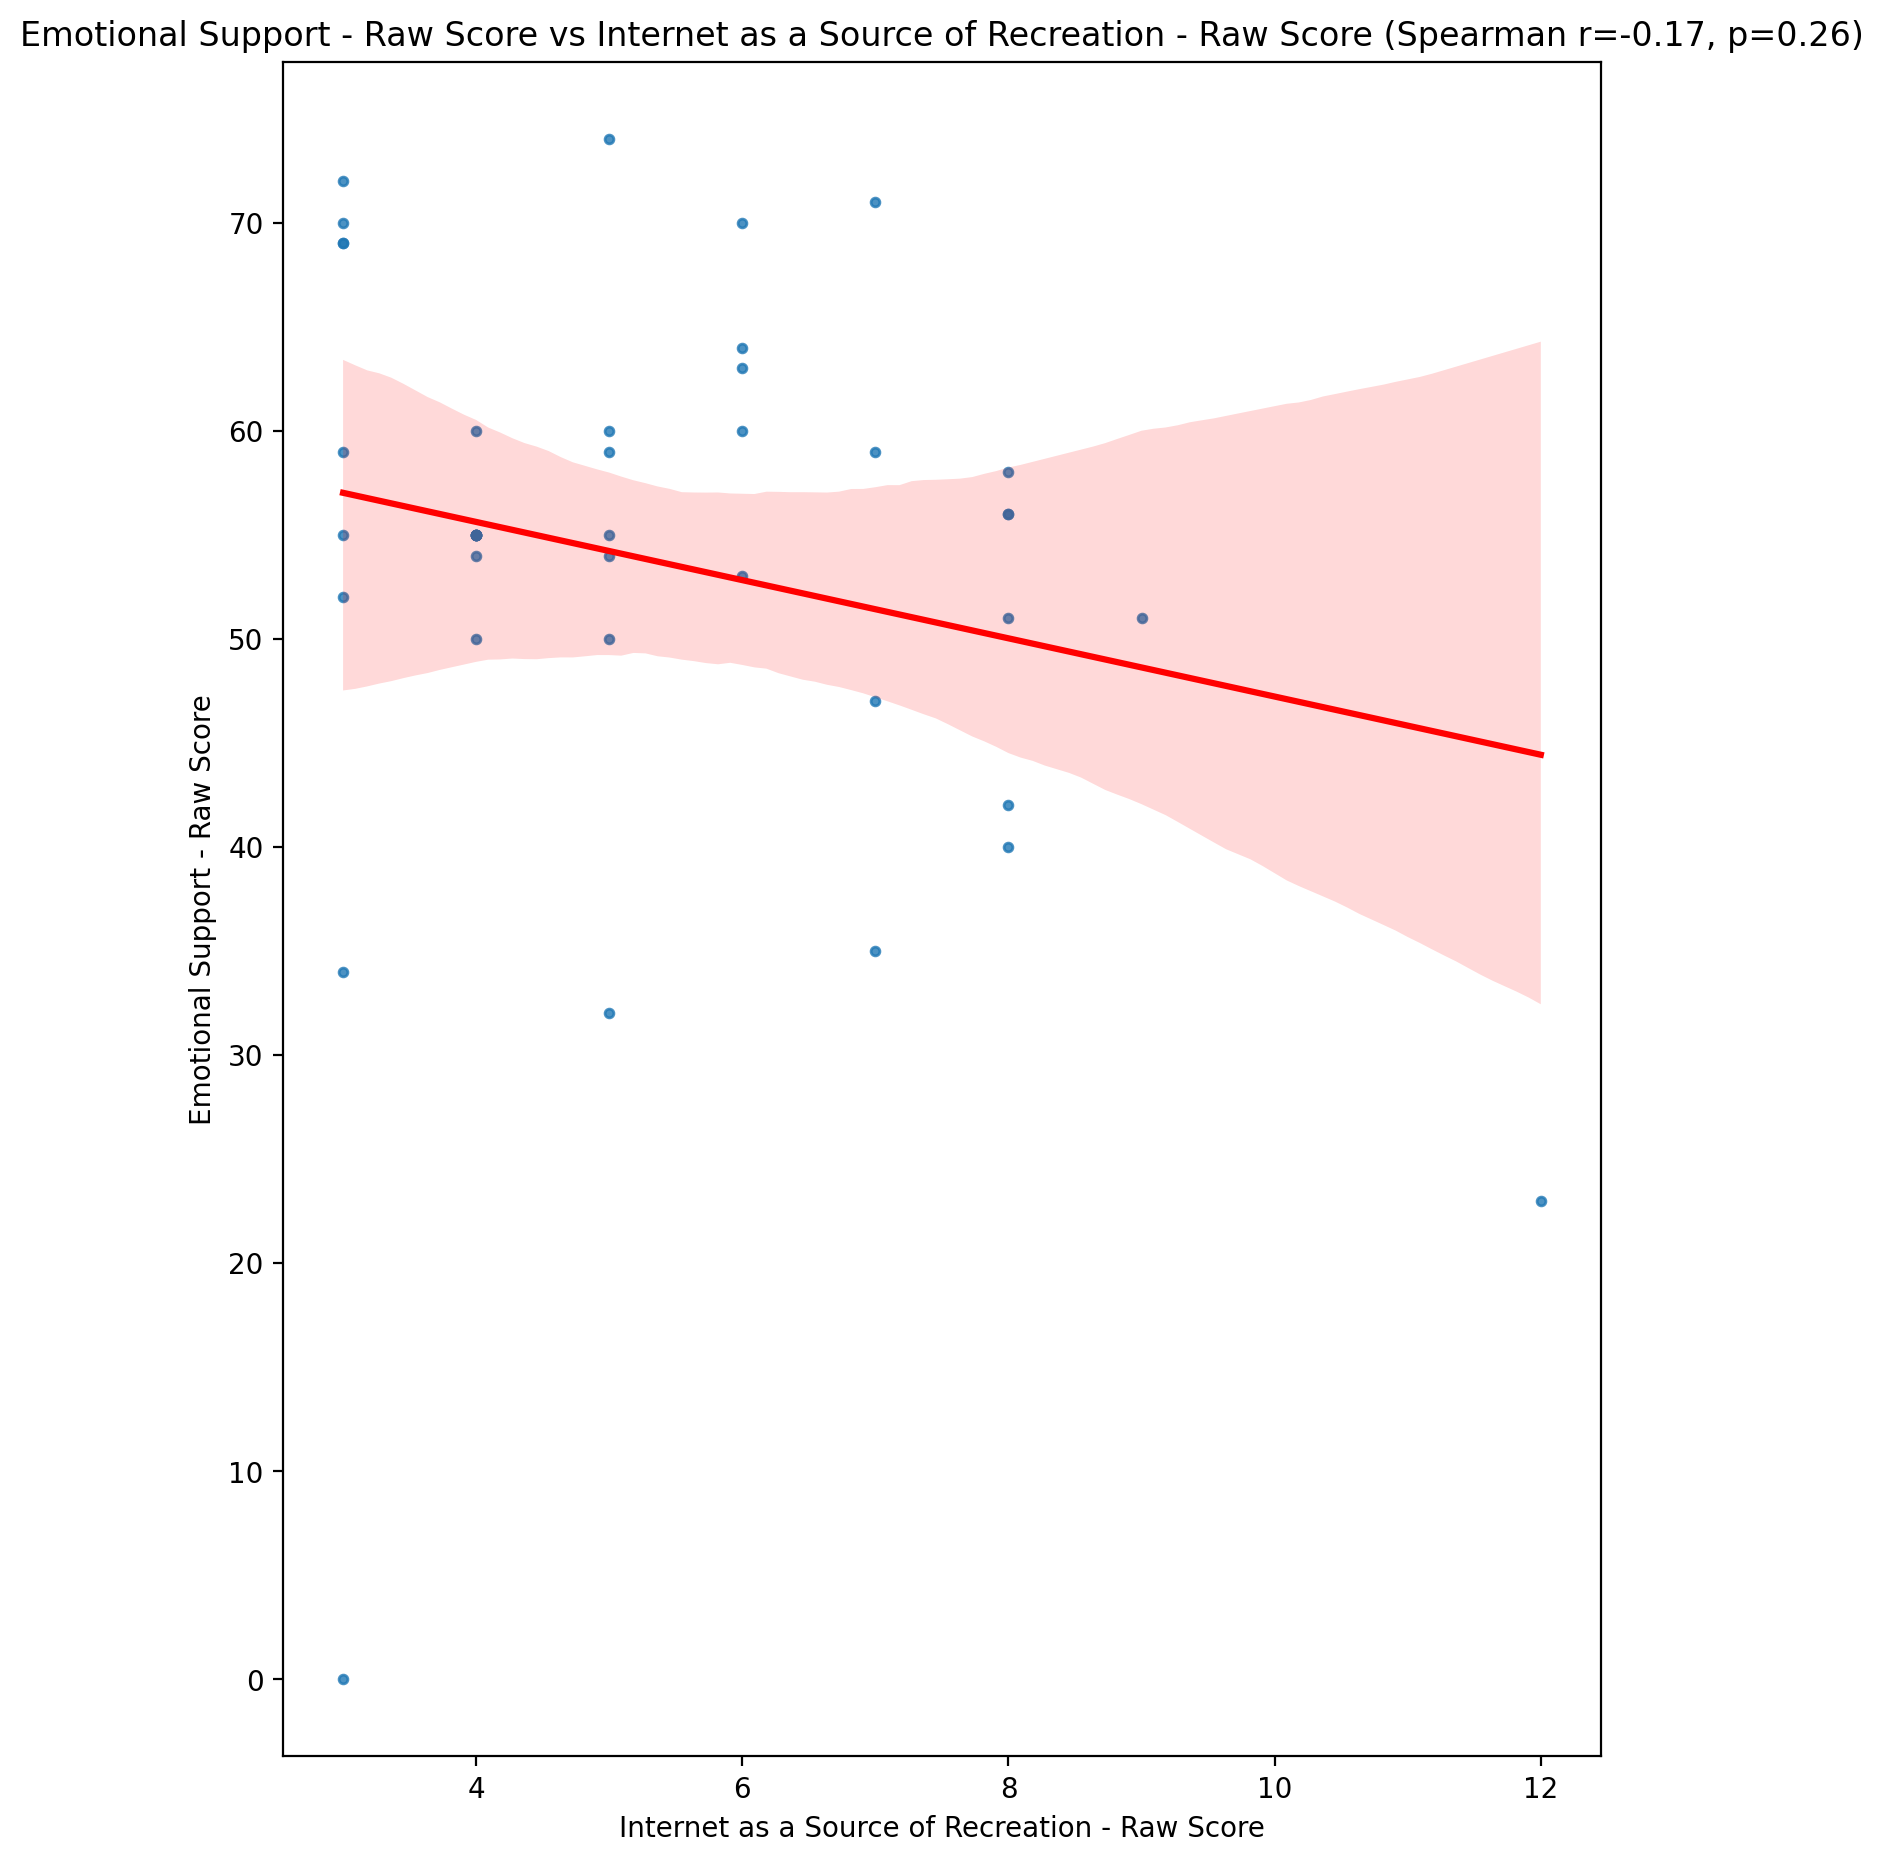 Emotional Support - Raw Score vs Internet as a Source of Recreation - Raw Score (Spearman r=-0.17, p=0.26)
Emotional Support - Raw Score
70
60
50
40
30
20
10
0
4 6 8 10 12
Internet as a Source of Recreation - Raw Score